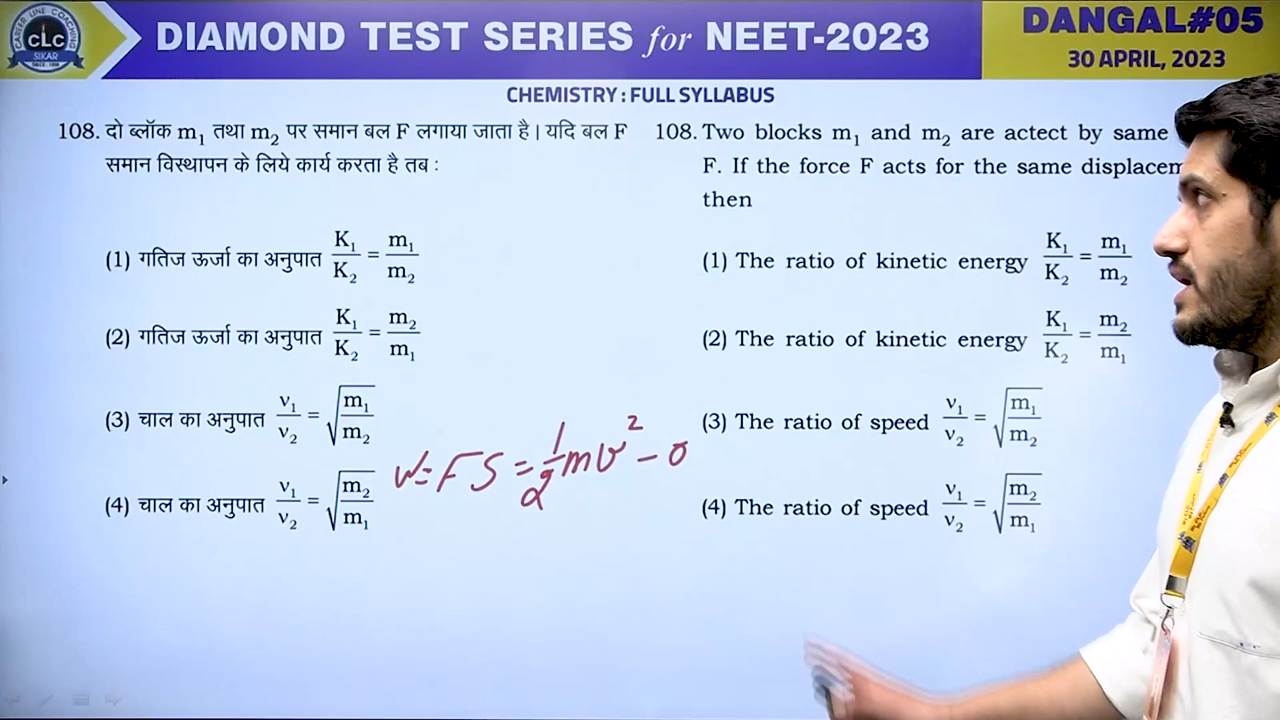 CAREER LINE COACHING
CLC
SIKAR
SINCE 1996
DIAMOND TEST SERIES for NEET-2023
DANGAL#05
30 APRIL, 2023
CHEMISTRY : FULL SYLLABUS
108. दो ब्लॉक m₁ तथा m₂ पर समान बल F लगाया जाता है। यदि बल F
समान विस्थापन के लिये कार्य करता है तब :
(1) गतिज ऊर्जा का अनुपात K₁/K₂ = m₁/m₂
(2) गतिज ऊर्जा का अनुपात K₁/K₂ = m₂/m₁
(3) चाल का अनुपात v₁/v₂ = √(m₁/m₂)
(4) चाल का अनुपात v₁/v₂ = √(m₂/m₁)
W = FS = 1/2 mv² – 0
108. Two blocks m₁ and m₂ are actect by same
F. If the force F acts for the same displacem
then
(1) The ratio of kinetic energy K₁/K₂ = m₁/m₂
(2) The ratio of kinetic energy K₁/K₂ = m₂/m₁
(3) The ratio of speed v₁/v₂ = √(m₁/m₂)
(4) The ratio of speed v₁/v₂ = √(m₂/m₁)